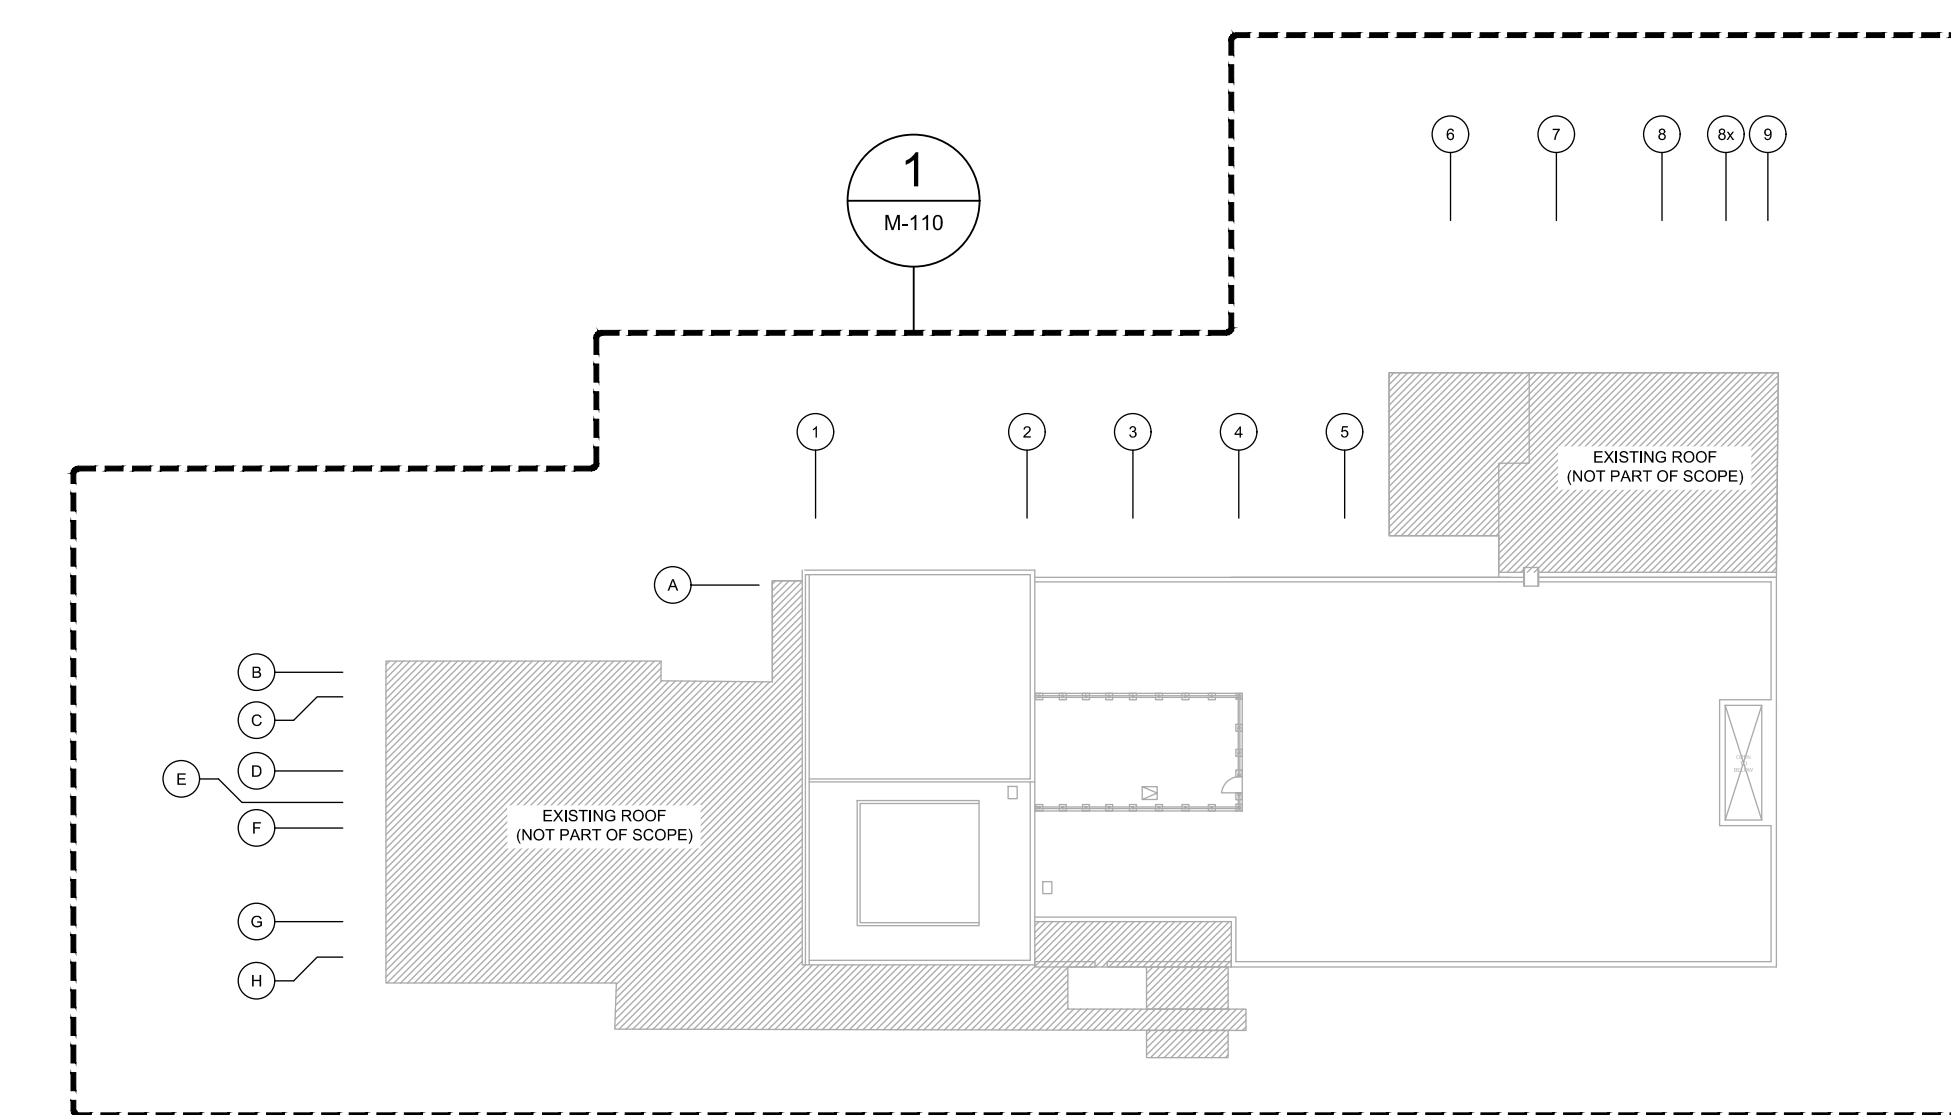 6 7 8 8x 9
1
M-110
1 2 3 4 5
EXISTING ROOF
(NOT PART OF SCOPE)
A
B
C
D
E
F
EXISTING ROOF
(NOT PART OF SCOPE)
G
H